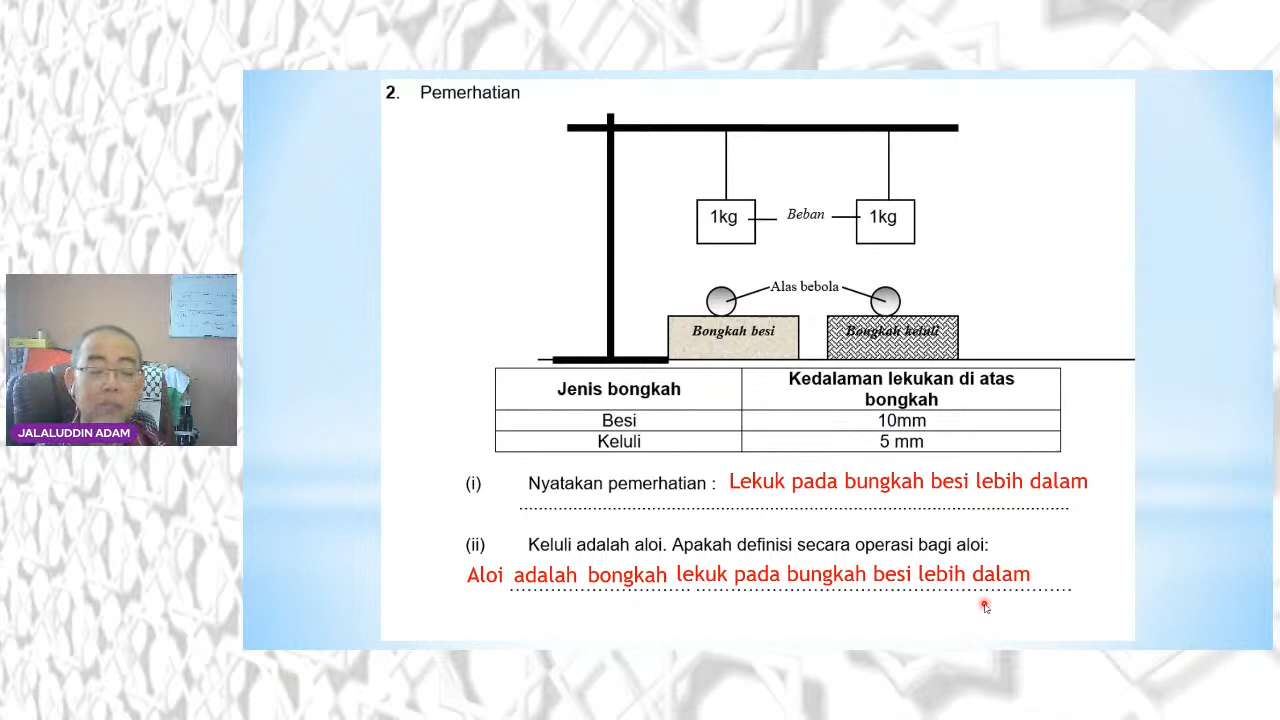 2. Pemerhatian
1kg Beban 1kg
Alas bebola
Bongkah besi Bongkah keluli
Jenis bongkah Kedalaman lekukan di atas bongkah
Besi 10mm
Keluli 5 mm
(i) Nyatakan pemerhatian : Lekuk pada bungkah besi lebih dalam
(ii) Keluli adalah aloi. Apakah definisi secara operasi bagi aloi:
Aloi adalah bongkah lekuk pada bungkah besi lebih dalam
JALALUDDIN ADAM